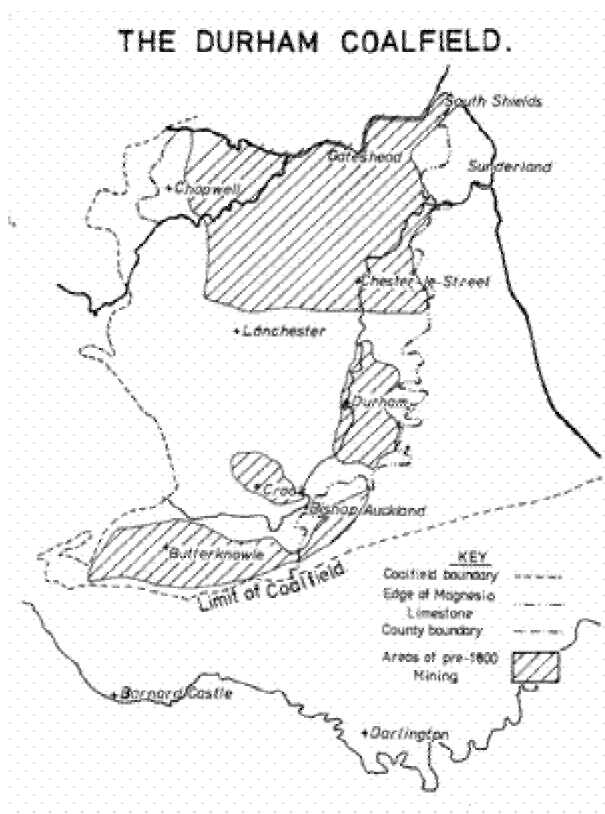 THE DURHAM COALFIELD.
South Shields
Gateshead
Sunderland
Chopwell
Chester-le-Street
Lanchester
Durham
Crook
Bishop Auckland
Butterknowle
Limit of Coalfield
KEY
Coalfield boundary
Edge of Magnesia
Limestone
County boundary
Areas of pre-1800
Mining
Barnard Castle
Darlington